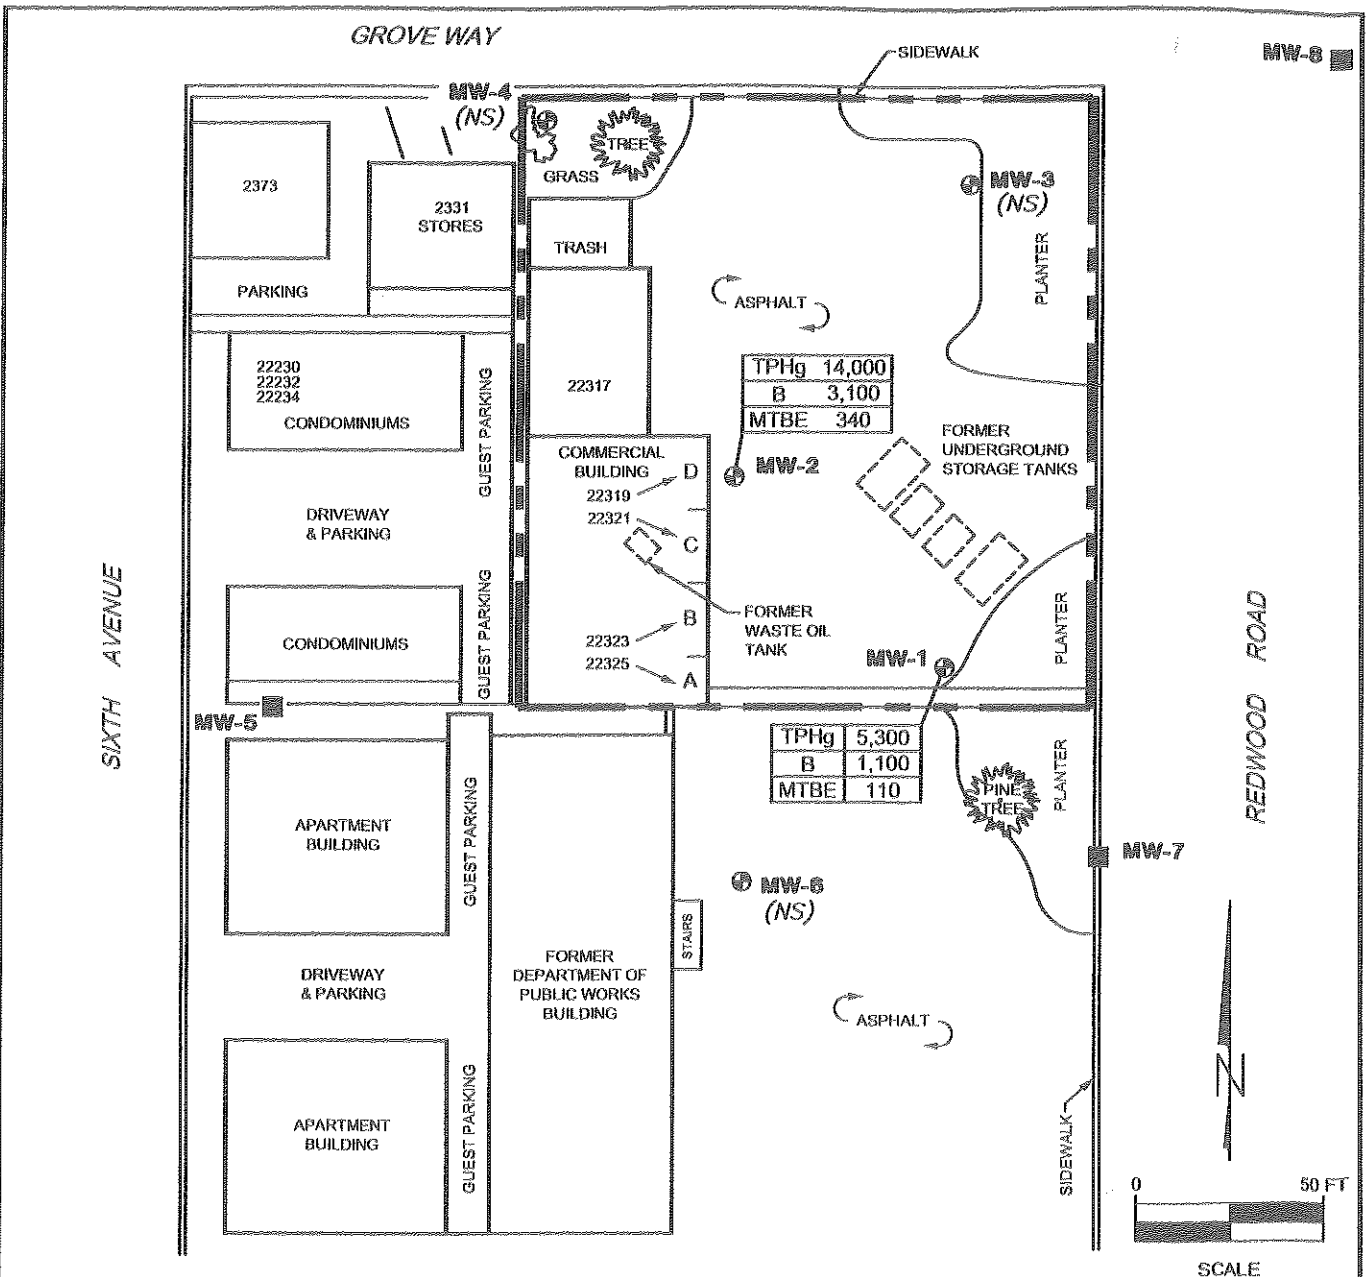 GROVE WAY
SIDEWALK
MW-8
MW-4
(NS)
TREE
GRASS
MW-3
(NS)
2373
2331
STORES
TRASH
PLANTER
PARKING
ASPHALT
22230
22232
22234
CONDOMINIUMS
GUEST PARKING
22317
TPHg 14,000
B 3,100
MTBE 340
FORMER
UNDERGROUND
STORAGE TANKS
COMMERCIAL
BUILDING
D
22319
22321
C
MW-2
DRIVEWAY
& PARKING
SIXTH AVENUE
CONDOMINIUMS
GUEST PARKING
B
22323
22325
A
FORMER
WASTE OIL
TANK
MW-1
PLANTER
REDWOOD ROAD
MW-5
TPHg 5,300
B 1,100
MTBE 110
PINE
TREE
PLANTER
APARTMENT
BUILDING
GUEST PARKING
MW-7
MW-6
(NS)
STAIRS
DRIVEWAY
& PARKING
FORMER
DEPARTMENT OF
PUBLIC WORKS
BUILDING
ASPHALT
N
APARTMENT
BUILDING
GUEST PARKING
SIDEWALK
0 50 FT
SCALE